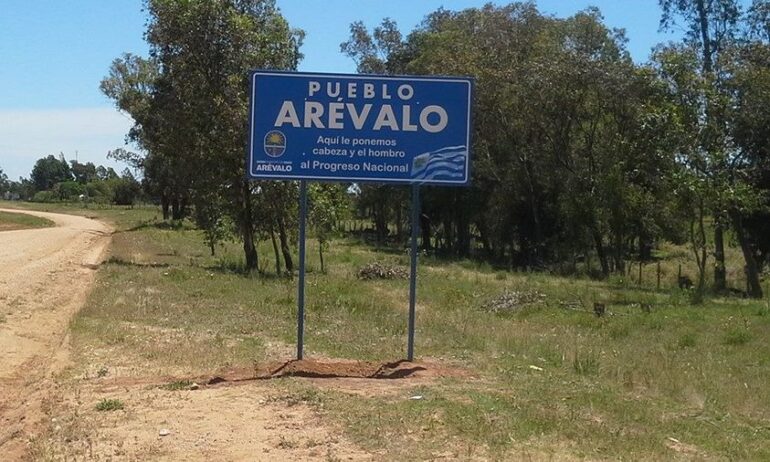 PUEBLO
ARÉVALO
Aquí le ponemos
cabeza y el hombro
al Progreso Nacional
ARÉVALO